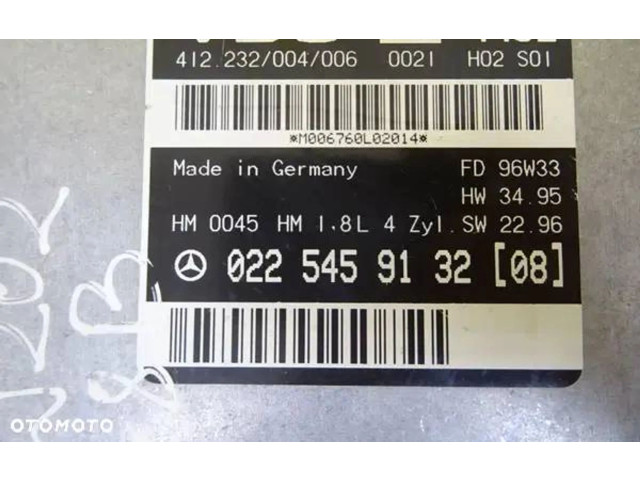 412.232/004/006 0021 H02 S01
*M006760L02014*
Made in Germany FD 96W33
HW 34.95
HM 0045 HM 1.8L 4 Zyl. SW 22.96
022 545 91 32 [08]
OTOMOTO